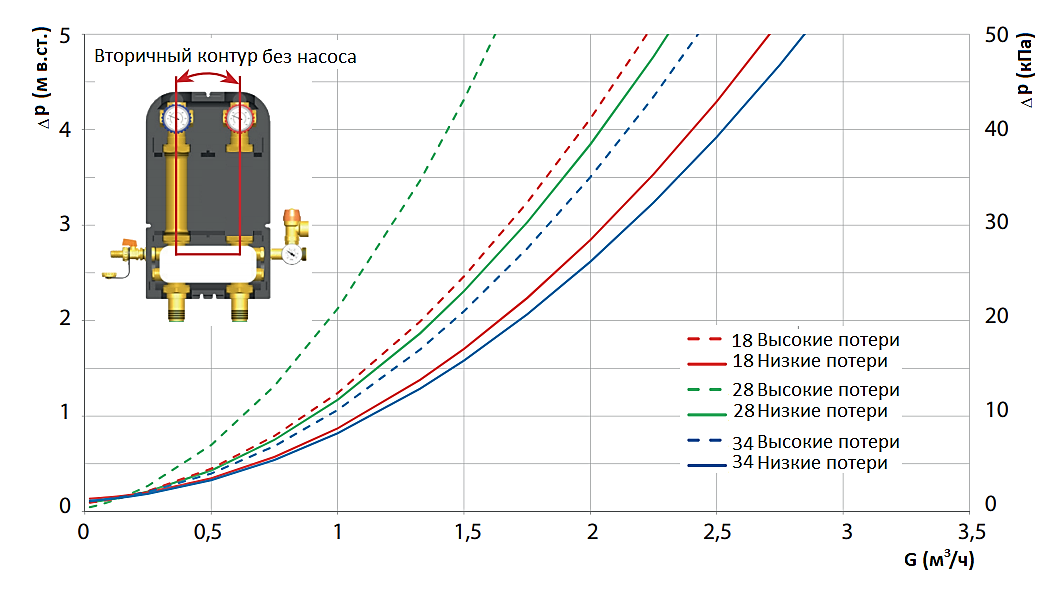 Δ p (м в.ст.)
Δ p (кПа)
Вторичный контур без насоса
5
4
3
2
1
0
50
40
30
20
10
0
18 Высокие потери
18 Низкие потери
28 Высокие потери
28 Низкие потери
34 Высокие потери
34 Низкие потери
0
0,5
1
1,5
2
2,5
3
3,5
G (м³/ч)